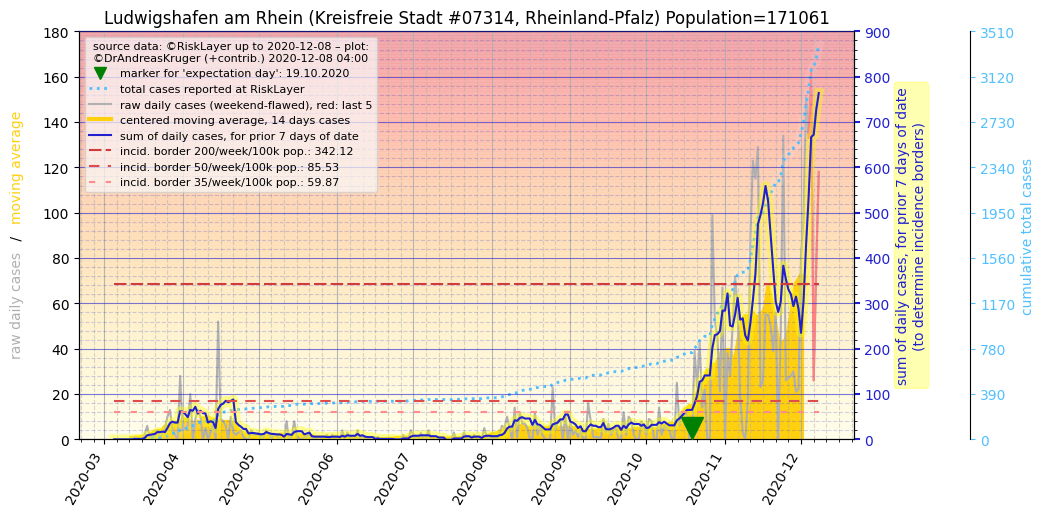 Ludwigshafen am Rhein (Kreisfreie Stadt #07314, Rheinland-Pfalz) Population=171061
source data: ©RiskLayer up to 2020-12-08 – plot:
©DrAndreasKruger (+contrib.) 2020-12-08 04:00
marker for 'expectation day': 19.10.2020
total cases reported at RiskLayer
raw daily cases (weekend-flawed), red: last 5
centered moving average, 14 days cases
sum of daily cases, for prior 7 days of date
incid. border 200/week/100k pop.: 342.12
incid. border 50/week/100k pop.: 85.53
incid. border 35/week/100k pop.: 59.87
raw daily cases / moving average
180
160
140
120
100
80
60
40
20
0
2020-03
2020-04
2020-05
2020-06
2020-07
2020-08
2020-09
2020-10
2020-11
2020-12
900
800
700
600
500
400
300
200
100
0
sum of daily cases, for prior 7 days of date
(to determine incidence borders)
3510
3120
2730
2340
1950
1560
1170
780
390
0
cumulative total cases